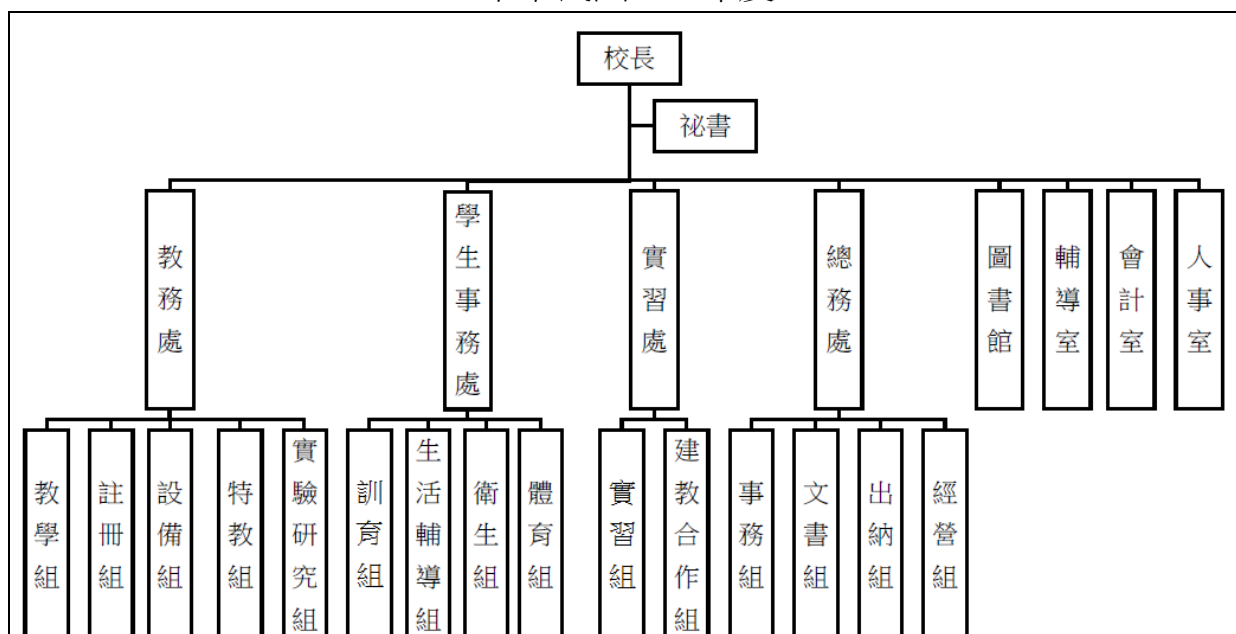 校長
祕書
教務處
學生事務處
實習處
總務處
圖書館
輔導室
會計室
人事室
教學組
註冊組
設備組
特教組
實驗研究組
訓育組
生活輔導組
衛生組
體育組
實習組
建教合作組
事務組
文書組
出納組
經營組